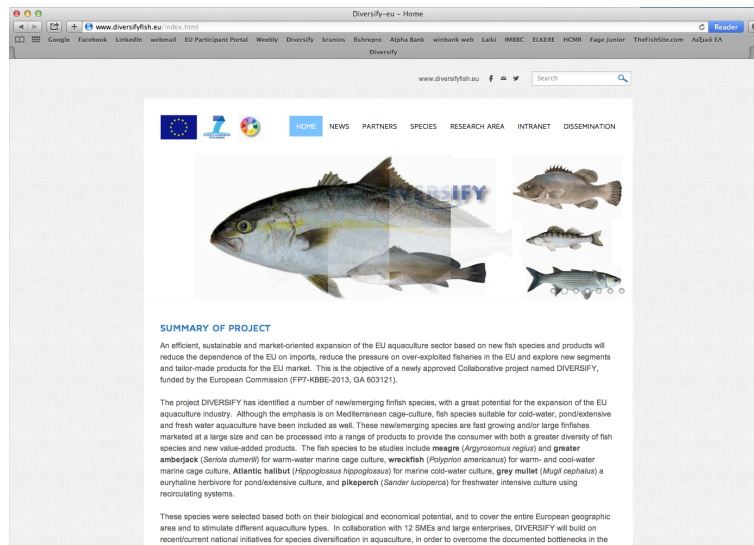 Diversify-eu - Home
www.diversifyfish.eu/index.html
Reader
Google Facebook LinkedIn webmail EU Participant Portal Weebly Diversify kranios fishrepro Alpha Bank winbank web Laiki IMBBC ELKE8E HCMR Fage Junior TheFishSite.com Λεξικό ΕΛ
Diversify
www.diversifyfish.eu
Search
HOME NEWS PARTNERS SPECIES RESEARCH AREA INTRANET DISSEMINATION
SUMMARY OF PROJECT
An efficient, sustainable and market-oriented expansion of the EU aquaculture sector based on new fish species and products will
reduce the dependence of the EU on imports, reduce the pressure on over-exploited fisheries in the EU and explore new segments
and tailor-made products for the EU market. This is the objective of a newly approved Collaborative project named DIVERSIFY,
funded by the European Commission (FP7-KBBE-2013, GA 603121).
The project DIVERSIFY has identified a number of new/emerging finfish species, with a great potential for the expansion of the EU
aquaculture industry. Although the emphasis is on Mediterranean cage-culture, fish species suitable for cold-water, pond/extensive
and fresh water aquaculture have been included as well. These new/emerging species are fast growing and/or large finfishes
marketed at a large size and can be processed into a range of products to provide the consumer with both a greater diversity of fish
species and new value-added products. The fish species to be studies include meagre (Argyrosomus regius) and greater
amberjack (Seriola dumerili) for warm-water marine cage culture, wreckfish (Polyprion americanus) for warm- and cool-water
marine cage culture, Atlantic halibut (Hippoglossus hippoglossus) for marine cold-water culture, grey mullet (Mugil cephalus) a
euryhaline herbivore for pond/extensive culture, and pikeperch (Sander lucioperca) for freshwater intensive culture using
recirculating systems.
These species were selected based both on their biological and economical potential, and to cover the entire European geographic
area and to stimulate different aquaculture types. In collaboration with 12 SMEs and large enterprises, DIVERSIFY will build on
recent/current national initiatives for species diversification in aquaculture, in order to overcome the documented bottlenecks in the